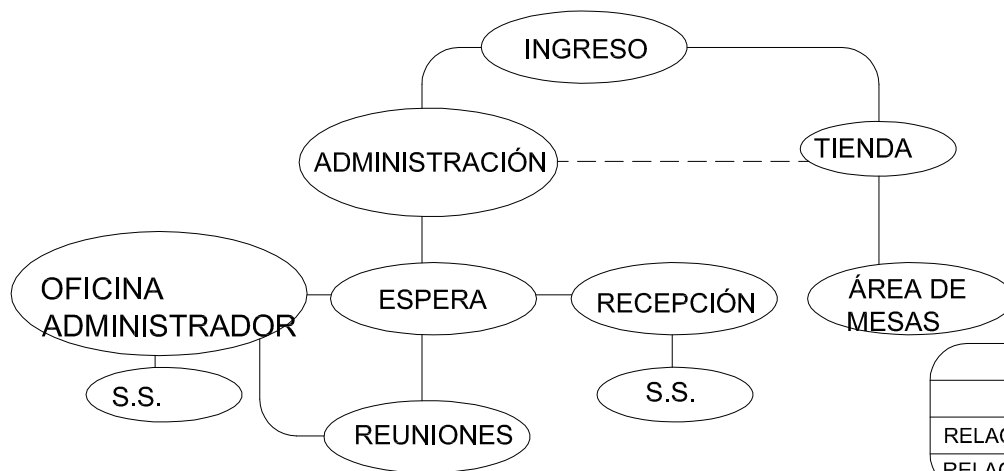 INGRESO
ADMINISTRACIÓN
TIENDA
OFICINA
ADMINISTRADOR
ESPERA
RECEPCIÓN
ÁREA DE
MESAS
S.S.
S.S.
REUNIONES